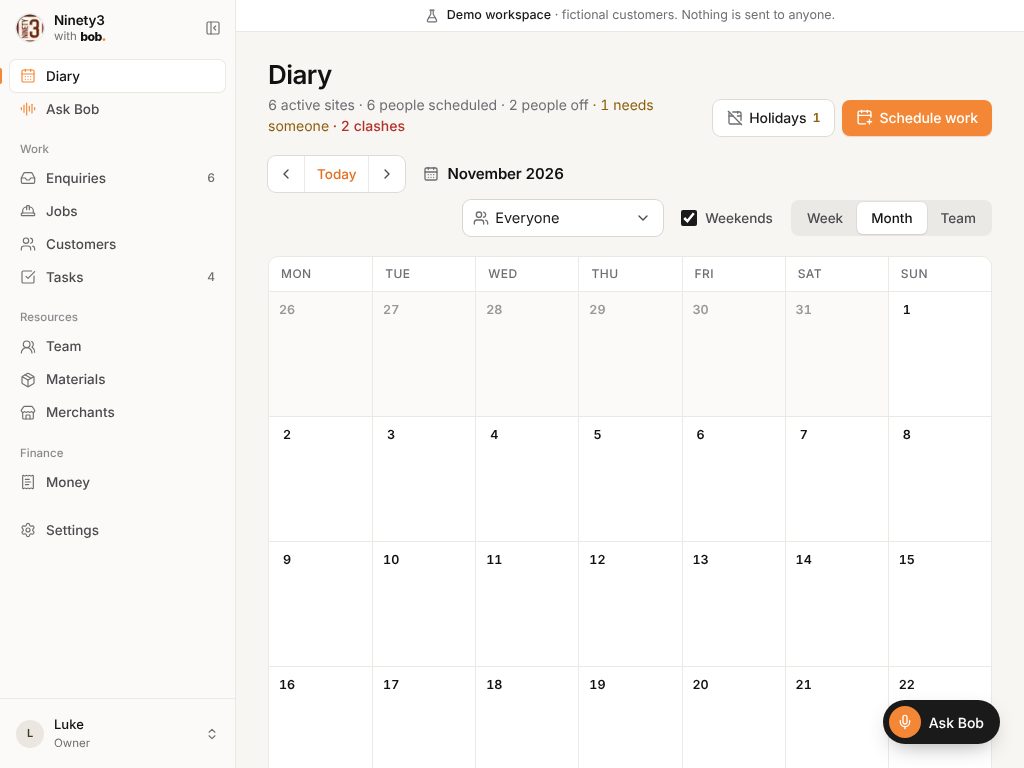 Ninety3
with bob.
Diary
Ask Bob
Work
Enquiries 6
Jobs
Customers
Tasks 4
Resources
Team
Materials
Merchants
Finance
Money
Settings
L
Luke
Owner
Demo workspace · fictional customers. Nothing is sent to anyone.
Diary
6 active sites · 6 people scheduled · 2 people off · 1 needs
someone · 2 clashes
Holidays 1
Schedule work
Today
November 2026
Everyone
Weekends
Week Month Team
MON TUE WED THU FRI SAT SUN
26 27 28 29 30 31 1
2 3 4 5 6 7 8
9 10 11 12 13 14 15
16 17 18 19 20 21 22
Ask Bob